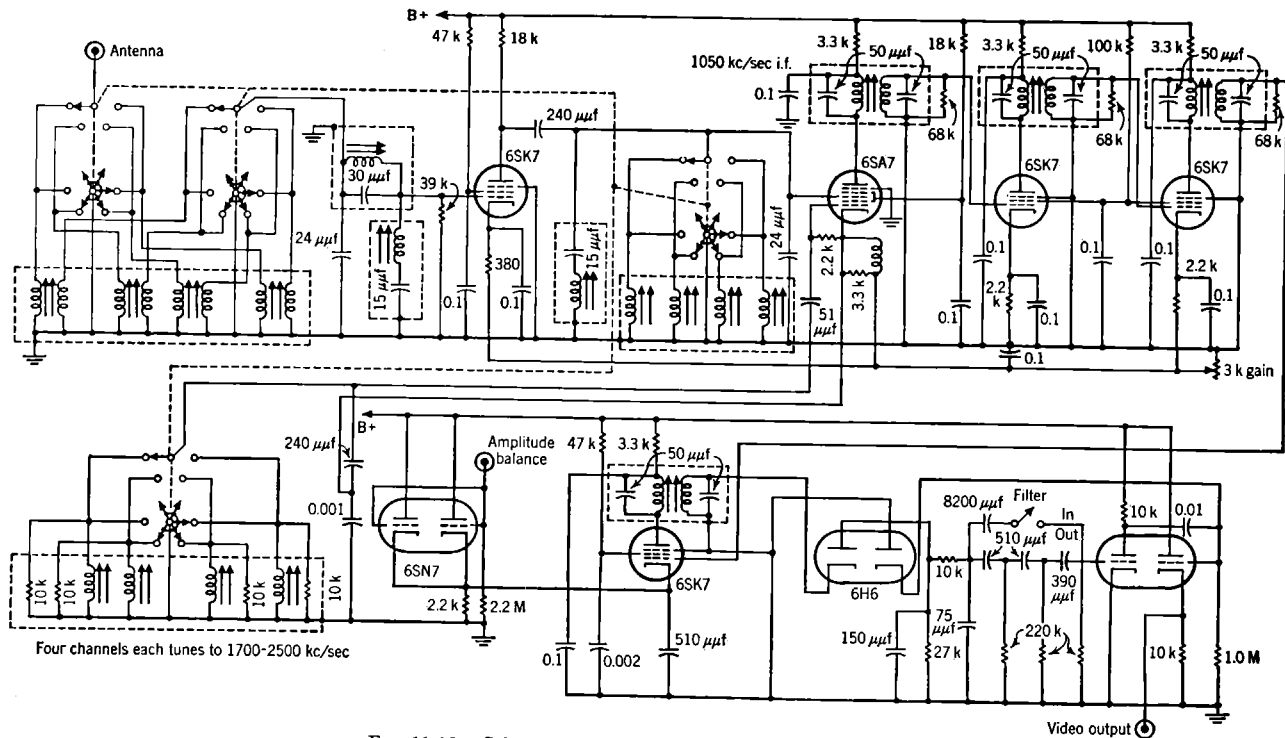 B+
47 k
18 k
Antenna
3.3 k
50 μμf
18 k
3.3 k
50 μμf
100 k
3.3 k
50 μμf
1050 kc/sec i.f.
0.1
68 k
68 k
68 k
240 μμf
6SK7
6SA7
6SK7
6SK7
30 μμf
39 k
24 μμf
15 μμf
0.1
380
0.1
15 μμf
24 μμf
2.2 k
3.3 k
51 μμf
0.1
0.1
2.2 k
0.1
0.1
0.1
2.2 k
0.1
0.1
3 k gain
B+
240 μμf
0.001
Amplitude balance
47 k
3.3 k
50 μμf
6SN7
6SK7
6H6
2.2 k
2.2 M
510 μμf
0.1
0.002
8200 μμf
Filter
In
Out
510 μμf
10 k
390 μμf
75 μμf
150 μμf
27 k
220 k
10 k
0.01
10 k
1.0 M
10 k
10 k
10 k
10 k
Four channels each tunes to 1700-2500 kc/sec
Video output